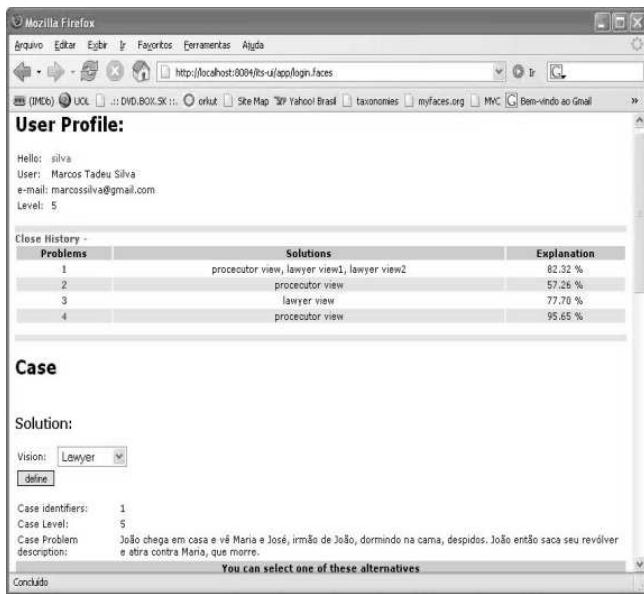 Mozilla Firefox
Arquivo Editar Exibir Ir Favoritos Ferramentas Ajuda
http://localhost:8084/its-ui/app/login.faces Ir
(IMDb) UOL .:: DVD.BOX.SK ::. orkut Site Map Yahoo! Brasil taxonomies myfaces.org MVC Bem-vindo ao Gmail »
User Profile:
Hello: silva
User: Marcos Tadeu Silva
e-mail: marcossilva@gmail.com
Level: 5
Close History -
Problems Solutions Explanation
1 procecutor view, lawyer view1, lawyer view2 82.32 %
2 procecutor view 57.26 %
3 lawyer view 77.70 %
4 procecutor view 95.65 %
Case
Solution:
Vision: Lawyer
define
Case identifiers: 1
Case Level: 5
Case Problem description: João chega em casa e vê Maria e José, irmão de João, dormindo na cama, despidos. João então saca seu revólver
e atira contra Maria, que morre.
You can select one of these alternatives
Concluído